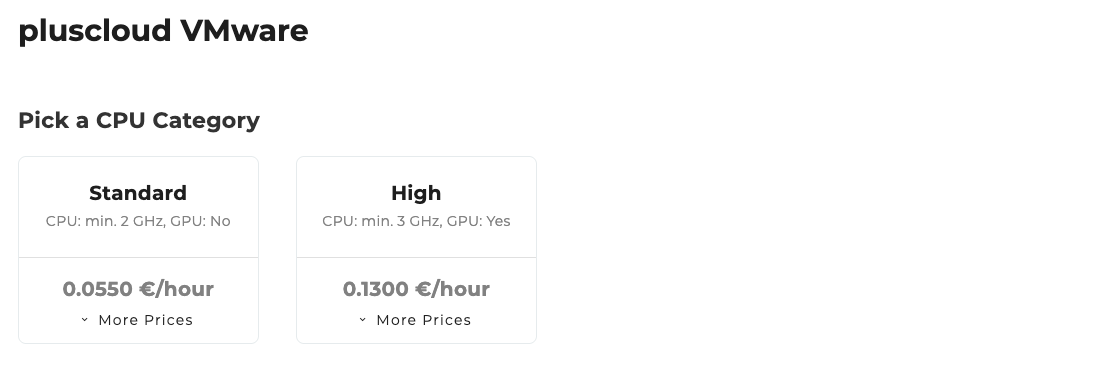 pluscloud VMware
Pick a CPU Category
Standard
CPU: min. 2 GHz, GPU: No
0.0550 €/hour
More Prices
High
CPU: min. 3 GHz, GPU: Yes
0.1300 €/hour
More Prices